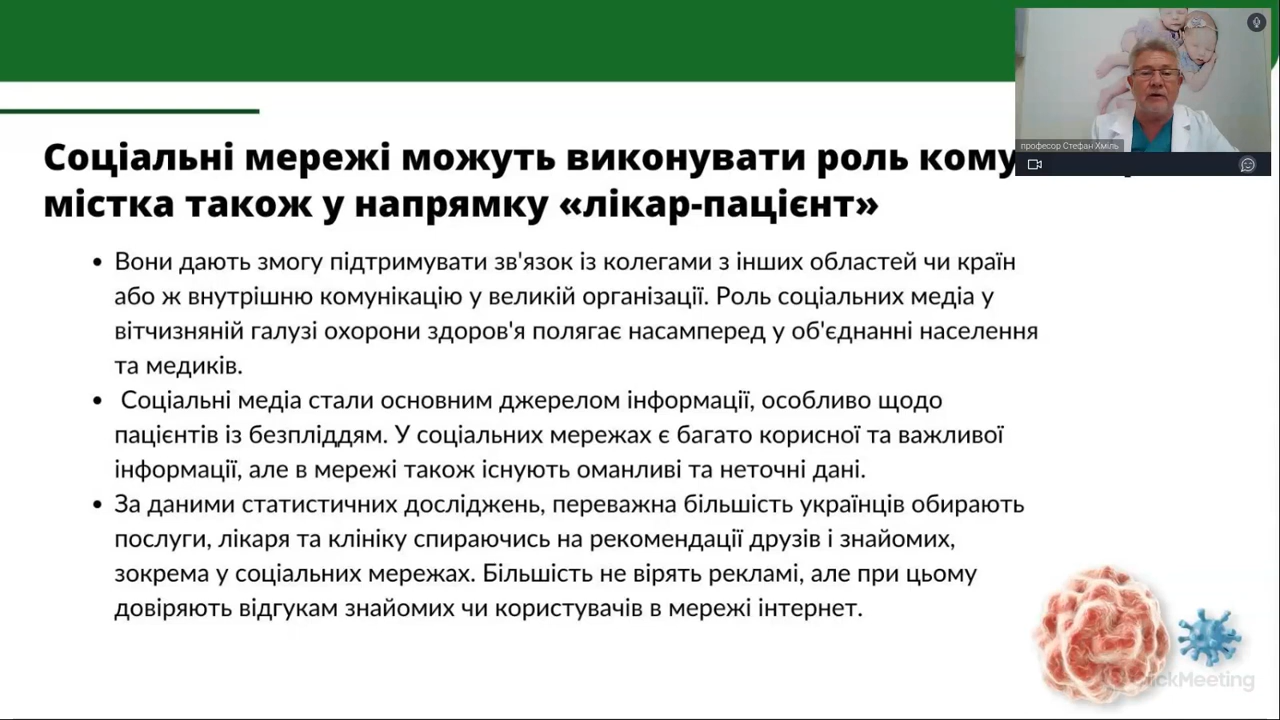 Соціальні мережі можуть виконувати роль кому
містка також у напрямку «лікар-пацієнт»
• Вони дають змогу підтримувати зв'язок із колегами з інших областей чи країн
або ж внутрішню комунікацію у великій організації. Роль соціальних медіа у
вітчизняній галузі охорони здоров'я полягає насамперед у об'єднанні населення
та медиків.
• Соціальні медіа стали основним джерелом інформації, особливо щодо
пацієнтів із безпліддям. У соціальних мережах є багато корисної та важливої
інформації, але в мережі також існують оманливі та неточні дані.
• За даними статистичних досліджень, переважна більшість українців обирають
послуги, лікаря та клініку спираючись на рекомендації друзів і знайомих,
зокрема у соціальних мережах. Більшість не вірять рекламі, але при цьому
довіряють відгукам знайомих чи користувачів в мережі інтернет.
професор Стефан Хміль
ClickMeeting